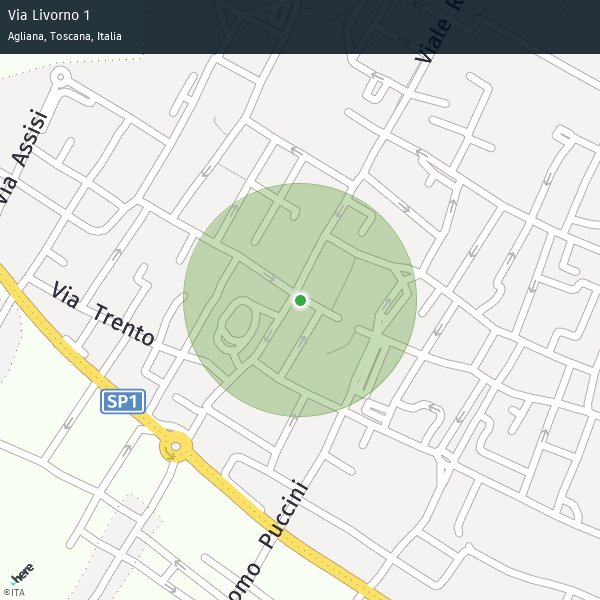 Via Livorno 1
Agliana, Toscana, Italia
Viale R
Via Assisi
Via Trento
SP1
omo Puccini
here
©ITA